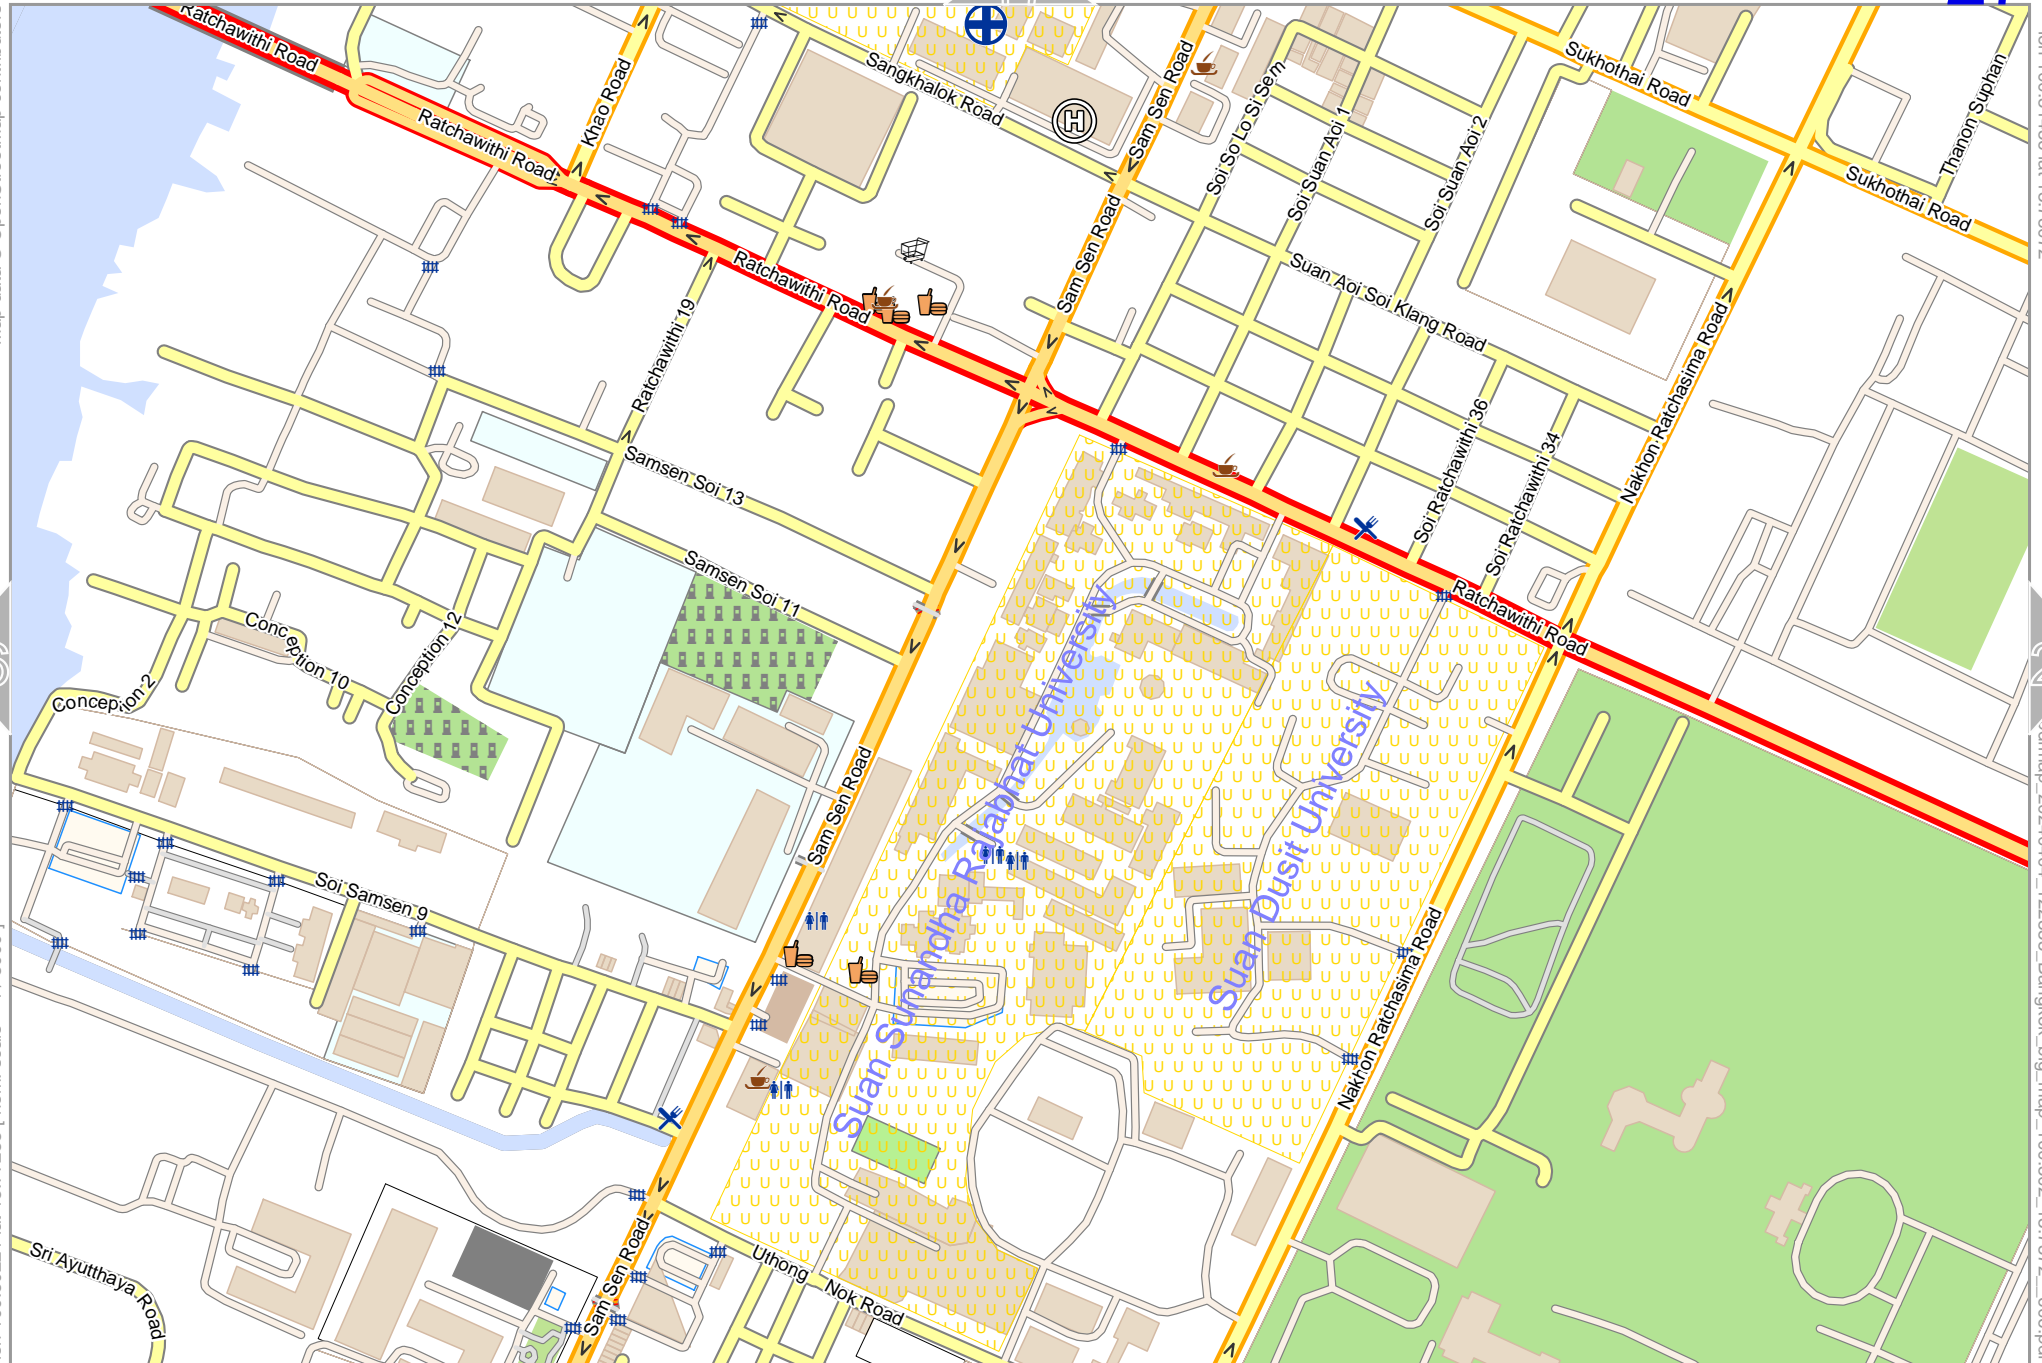 Ratchawithi Road
Sukhothai Road
Khao Road
Sangkhalok Road
Sam Sen Road
Soi So Lo Si Sem
Soi Suan Aoi 1
Soi Suan Aoi 2
Thanon Suphan
Ratchawithi Road
H
Sukhothai Road
Sam Sen Road
Ratchawithi Road
Suan Aoi Soi Klang Road
Ratchawithi 19
Nakhon Ratchasima Road
Soi Ratchawithi 36
Soi Ratchawithi 34
Samsen Soi 13
Samsen Soi 11
Ratchawithi Road
Conception 10
Conception 12
Conception 2
Suan Sunandha Rajabhat University
Suan Dusit University
Sam Sen Road
Soi Samsen 9
Nakhon Ratchasima Road
Sri Ayutthaya Road
Sam Sen Road
Uthong Nok Road